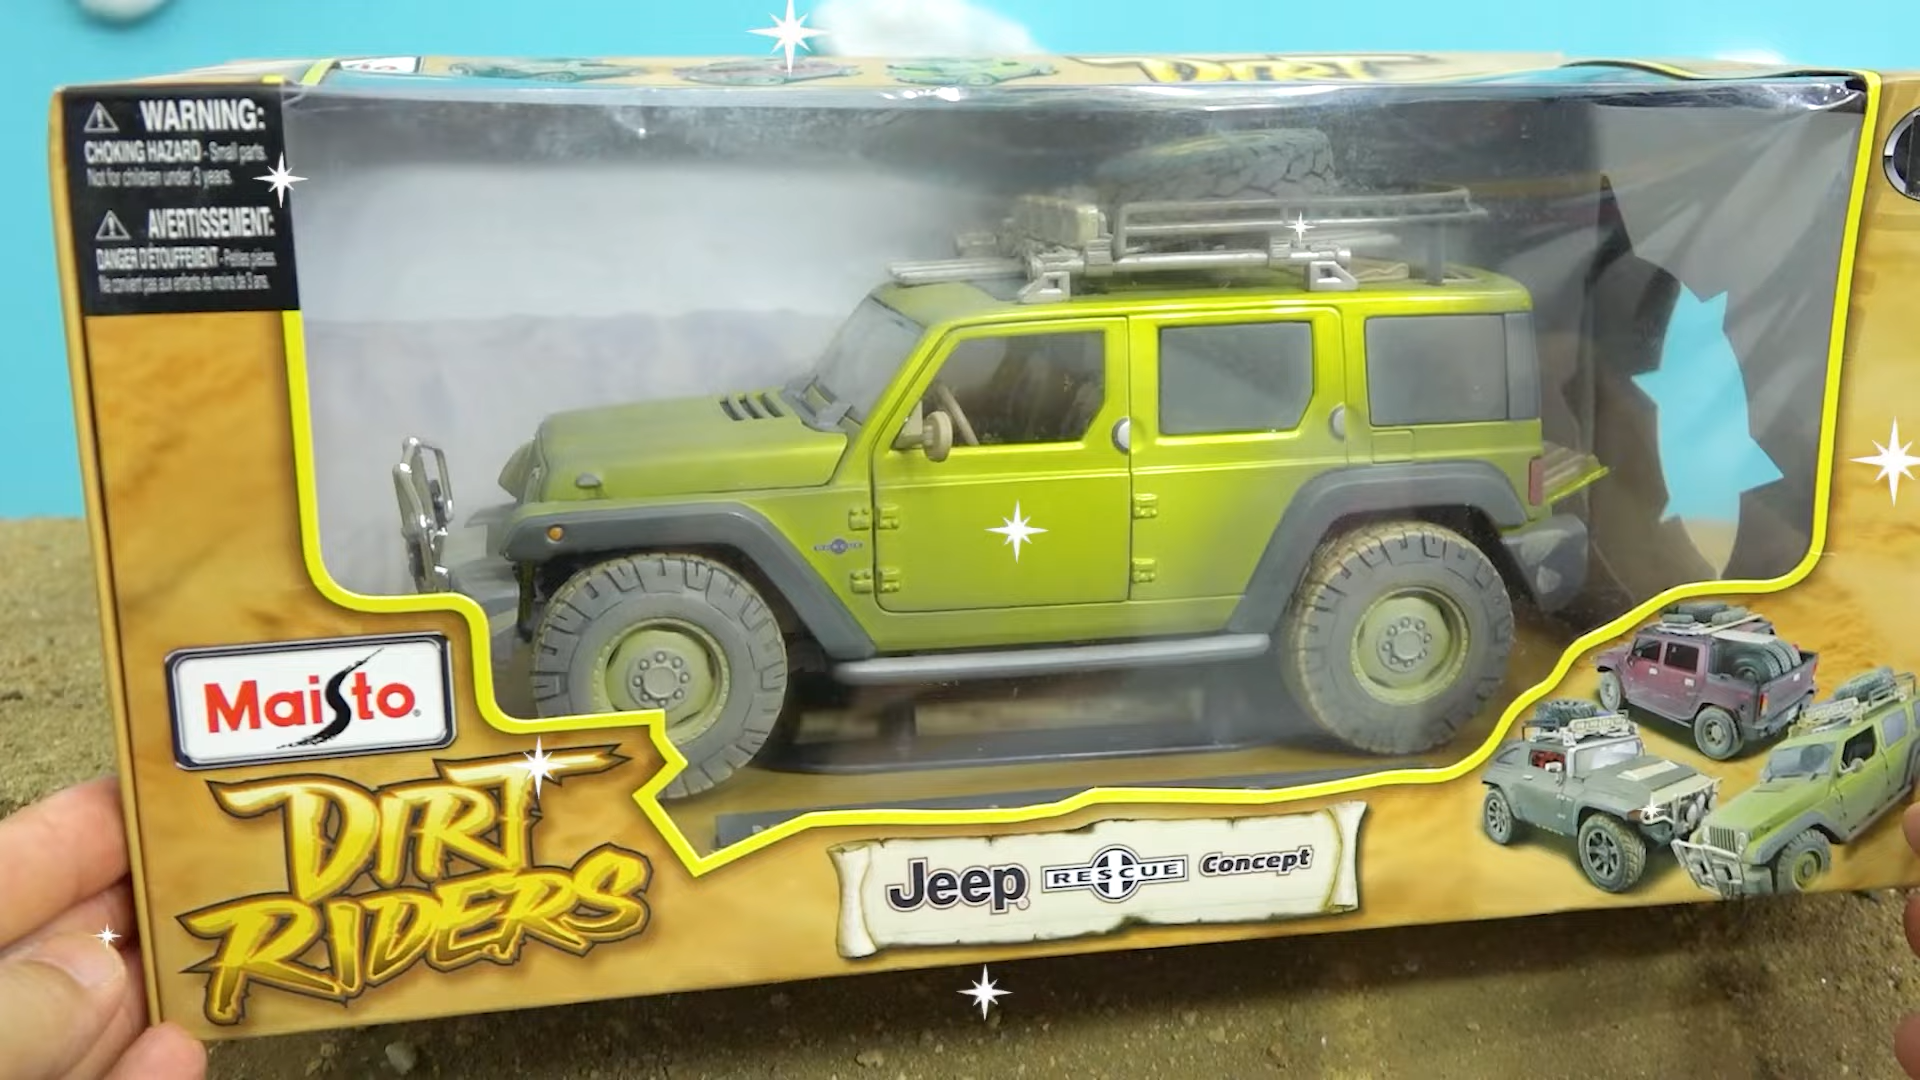 DIRT
WARNING:
CHOKING HAZARD - Small parts.
Not for children under 3 years.
AVERTISSEMENT:
DANGER D'ÉTOUFFEMENT - Petites pièces.
Ne convient pas aux enfants de moins de 3 ans.
RESCUE
Maisto
DIRT
RIDERS
Jeep RESCUE Concept